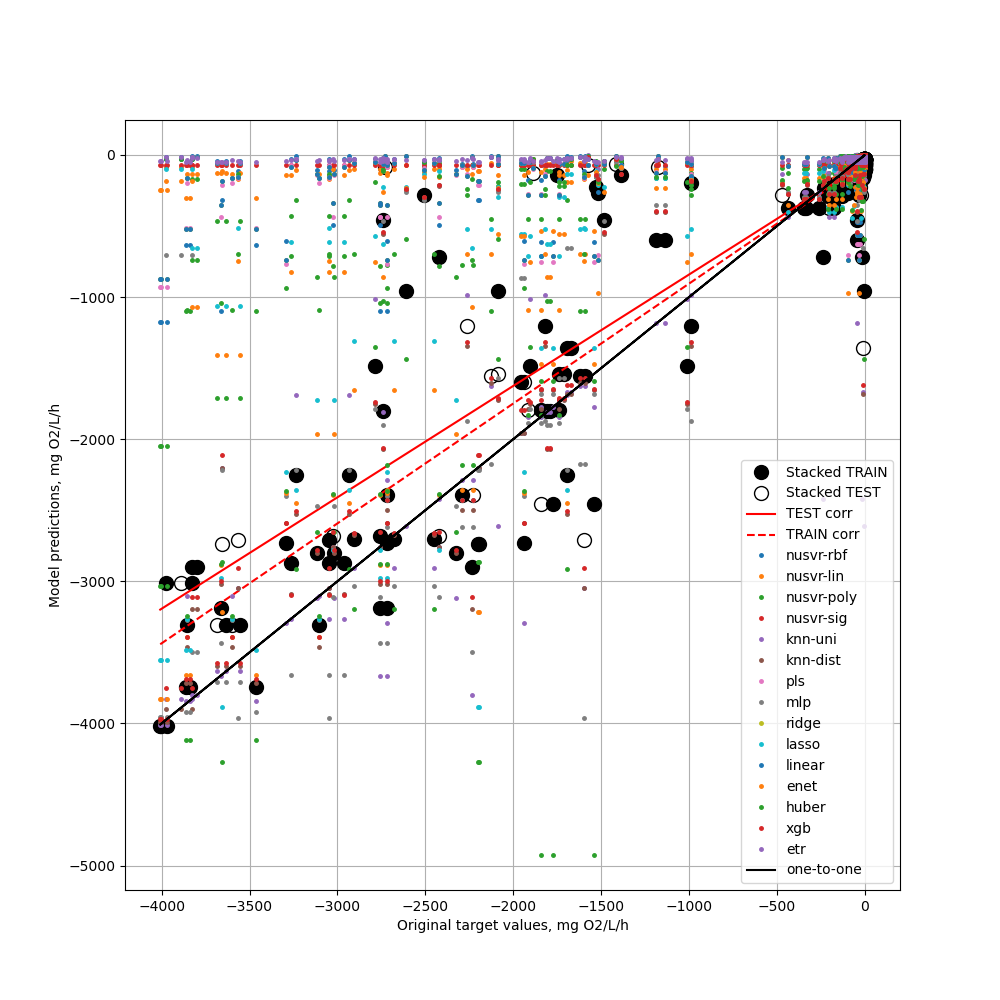 0
−1000
−2000
−3000
−4000
−5000
Model predictions, mg O2/L/h
−4000 −3500 −3000 −2500 −2000 −1500 −1000 −500 0
Original target values, mg O2/L/h
Stacked TRAIN
Stacked TEST
TEST corr
TRAIN corr
nusvr-rbf
nusvr-lin
nusvr-poly
nusvr-sig
knn-uni
knn-dist
pls
mlp
ridge
lasso
linear
enet
huber
xgb
etr
one-to-one